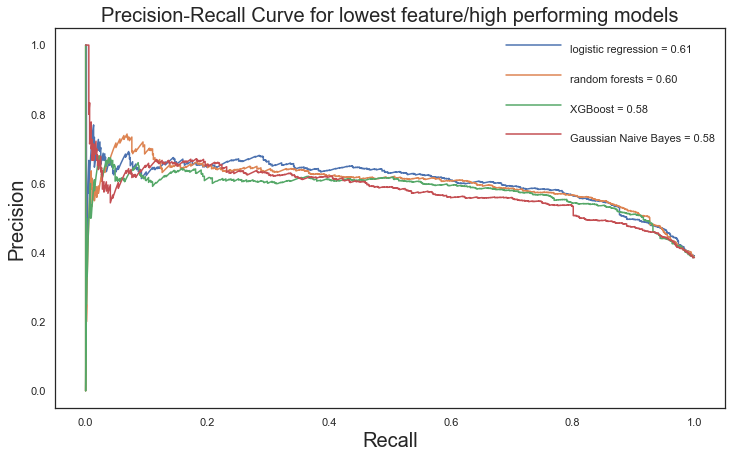 Precision-Recall Curve for lowest feature/high performing models
1.0
0.8
0.6
0.4
0.2
0.0
Precision
logistic regression = 0.61
random forests = 0.60
XGBoost = 0.58
Gaussian Naive Bayes = 0.58
0.0 0.2 0.4 0.6 0.8 1.0
Recall